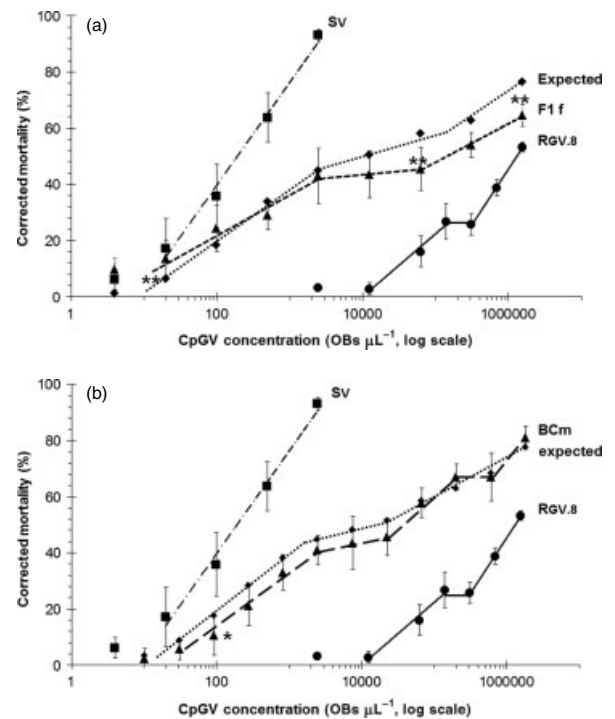 (a)
Corrected mortality (%)
100
80
60
40
20
0
SV
Expected
**
F1 f
**
RGV.8
**
1
100
10000
1000000
CpGV concentration (OBs μL⁻¹, log scale)
(b)
Corrected mortality (%)
100
80
60
40
20
0
SV
BCm
expected
RGV.8
*
1
100
10000
1000000
CpGV concentration (OBs μL⁻¹, log scale)